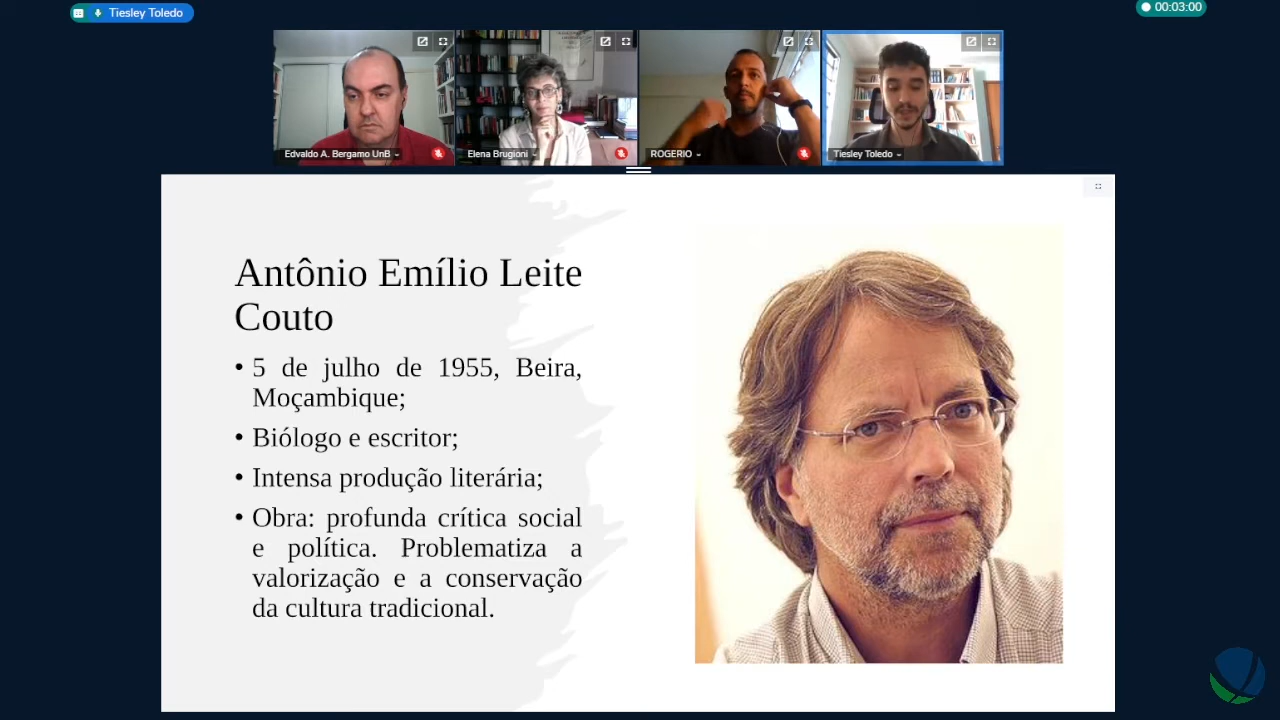 Tiesley Toledo
00:03:00
Edvaldo A. Bergamo UnB
Elena Brugioni
ROGERIO
Tiesley Toledo
Antônio Emílio Leite
Couto
• 5 de julho de 1955, Beira,
Moçambique;
• Biólogo e escritor;
• Intensa produção literária;
• Obra: profunda crítica social
e política. Problematiza a
valorização e a conservação
da cultura tradicional.